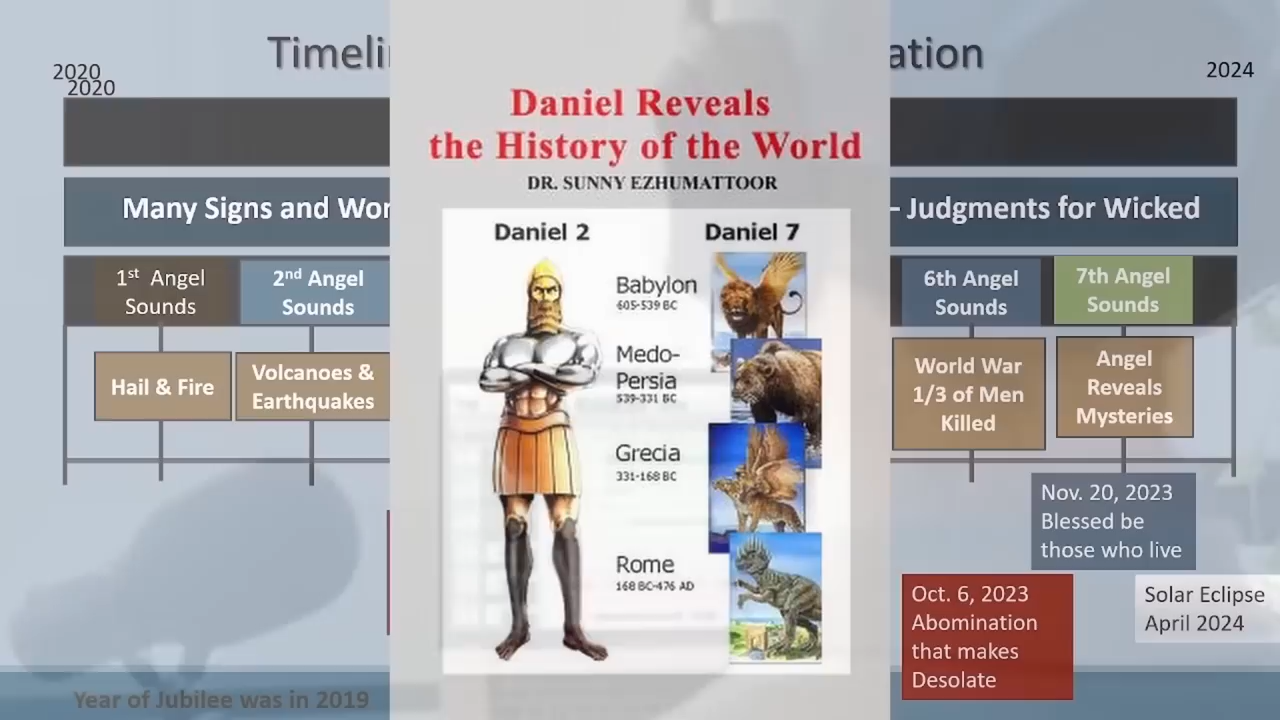 Timeli
ation
2020
2020
2024
Many Signs and Wor
– Judgments for Wicked
1st Angel
Sounds
2nd Angel
Sounds
6th Angel
Sounds
7th Angel
Sounds
Hail & Fire
Volcanoes &
Earthquakes
World War
1/3 of Men
Killed
Angel
Reveals
Mysteries
Nov. 20, 2023
Blessed be
those who live
Oct. 6, 2023
Abomination
that makes
Desolate
Solar Eclipse
April 2024
Year of Jubilee was in 2019
Daniel Reveals
the History of the World
DR. SUNNY EZHUMATTOOR
Daniel 2
Daniel 7
Babylon
605-539 BC
Medo-
Persia
539-331 BC
Grecia
331-168 BC
Rome
168 BC-476 AD